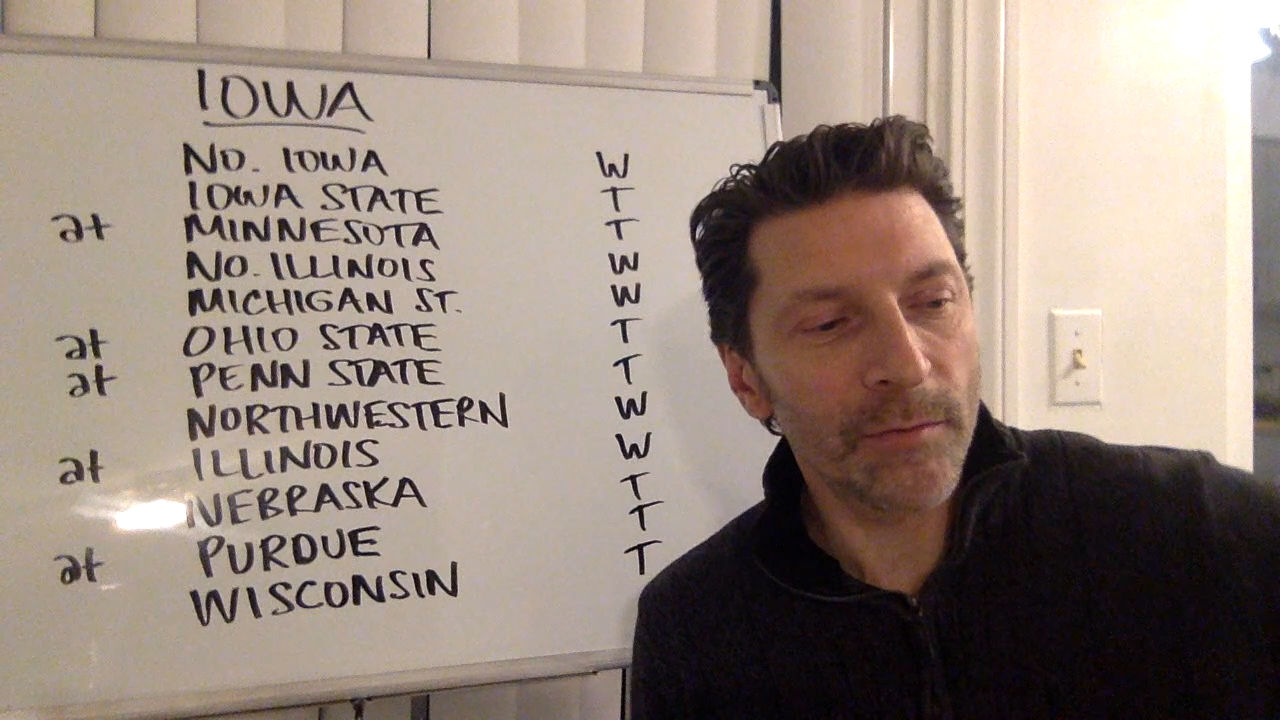 IOWA
NO. IOWA W
IOWA STATE T
at MINNESOTA T
NO. ILLINOIS W
MICHIGAN ST. W
at OHIO STATE T
at PENN STATE T
NORTHWESTERN W
at ILLINOIS W
NEBRASKA T
at PURDUE T
WISCONSIN T